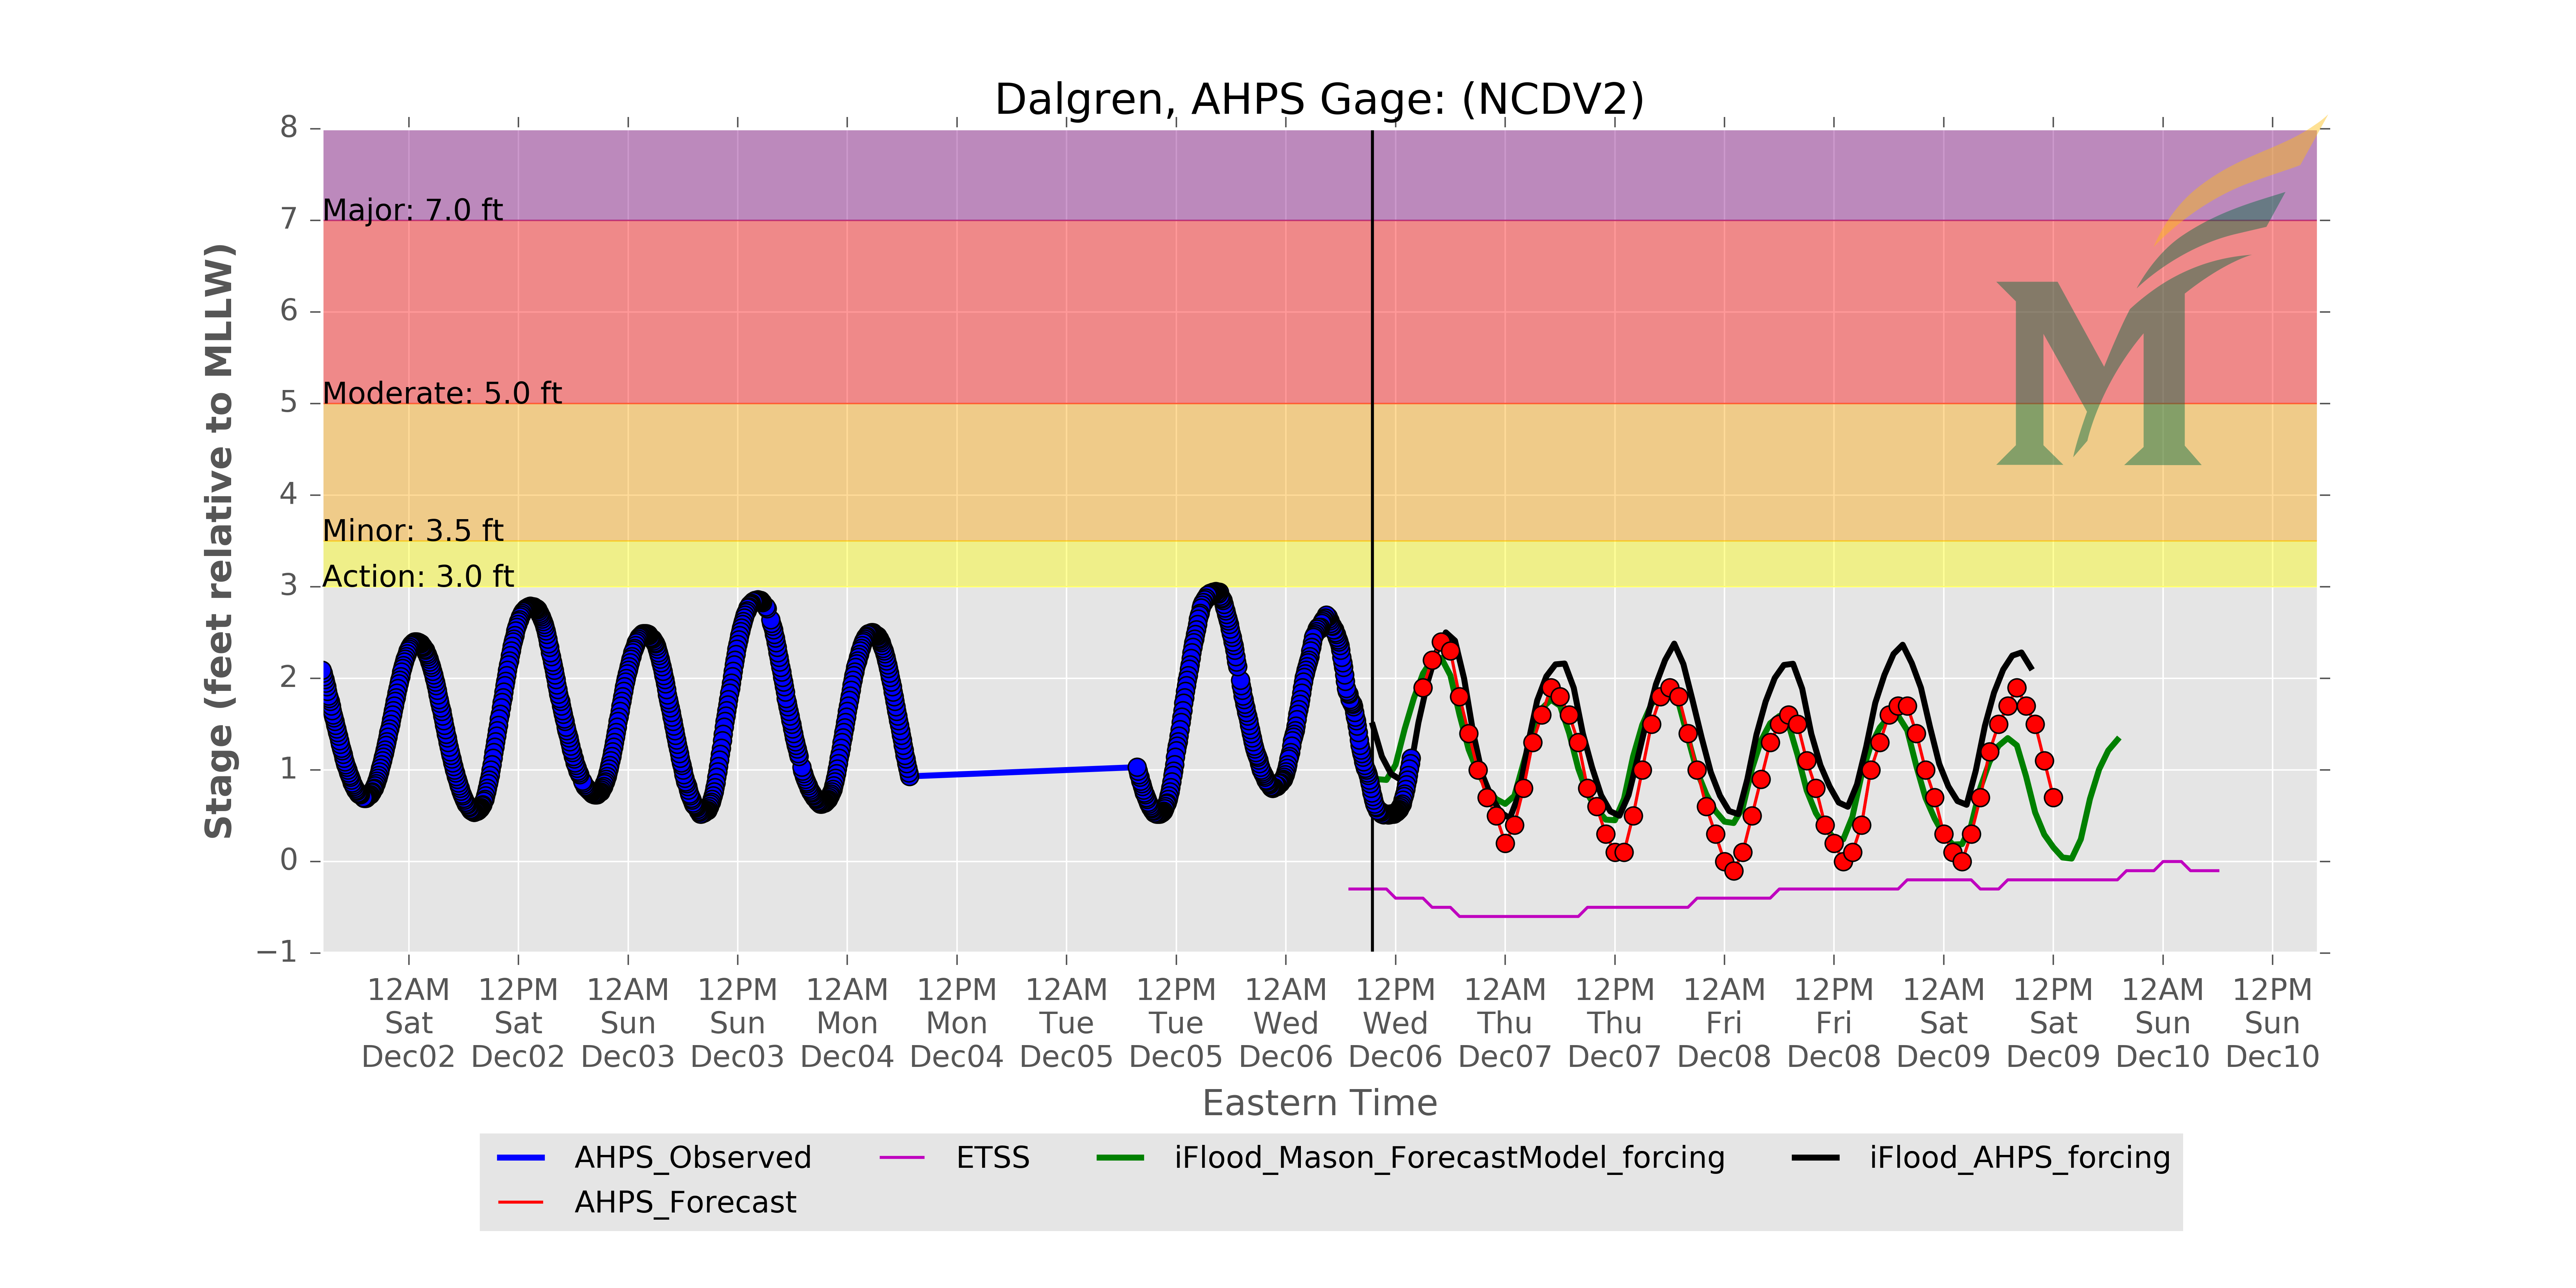 Dalgren, AHPS Gage: (NCDV2)
8
7
6
5
4
3
2
1
0
−1
Stage (feet relative to MLLW)
Major: 7.0 ft
Moderate: 5.0 ft
Minor: 3.5 ft
Action: 3.0 ft
M
12AM 12PM 12AM 12PM 12AM 12PM 12AM 12PM 12AM 12PM 12AM 12PM 12AM 12PM 12AM 12PM 12AM 12PM
Sat Sat Sun Sun Mon Mon Tue Tue Wed Wed Thu Thu Fri Fri Sat Sat Sun Sun
Dec02 Dec02 Dec03 Dec03 Dec04 Dec04 Dec05 Dec05 Dec06 Dec06 Dec07 Dec07 Dec08 Dec08 Dec09 Dec09 Dec10 Dec10
Eastern Time
AHPS_Observed ETSS iFlood_Mason_ForecastModel_forcing iFlood_AHPS_forcing
AHPS_Forecast